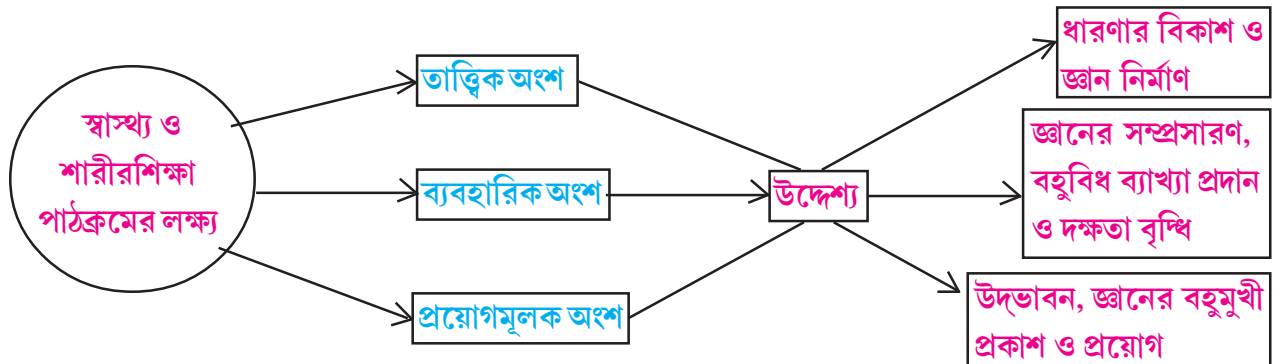 স্বাস্থ্য ও
শারীরশিক্ষা
পাঠক্রমের লক্ষ্য
তাত্ত্বিক অংশ
ব্যবহারিক অংশ
প্রয়োগমূলক অংশ
উদ্দেশ্য
ধারণার বিকাশ ও
জ্ঞান নির্মাণ
জ্ঞানের সম্প্রসারণ,
বহুবিধ ব্যাখ্যা প্রদান
ও দক্ষতা বৃদ্ধি
উদ্‌ভাবন, জ্ঞানের বহুমুখী
প্রকাশ ও প্রয়োগ